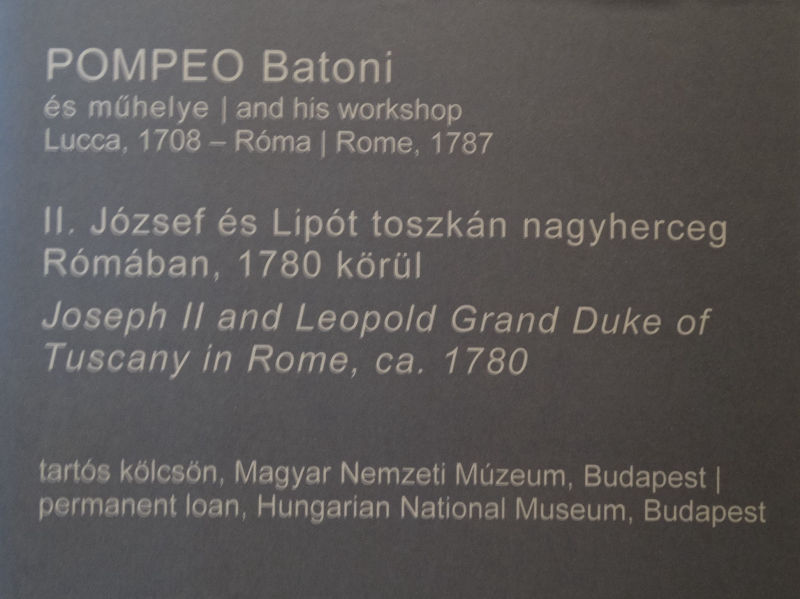 POMPEO Batoni
és műhelye | and his workshop
Lucca, 1708 – Róma | Rome, 1787
II. József és Lipót toszkán nagyherceg
Rómában, 1780 körül
Joseph II and Leopold Grand Duke of
Tuscany in Rome, ca. 1780
tartós kölcsön, Magyar Nemzeti Múzeum, Budapest |
permanent loan, Hungarian National Museum, Budapest